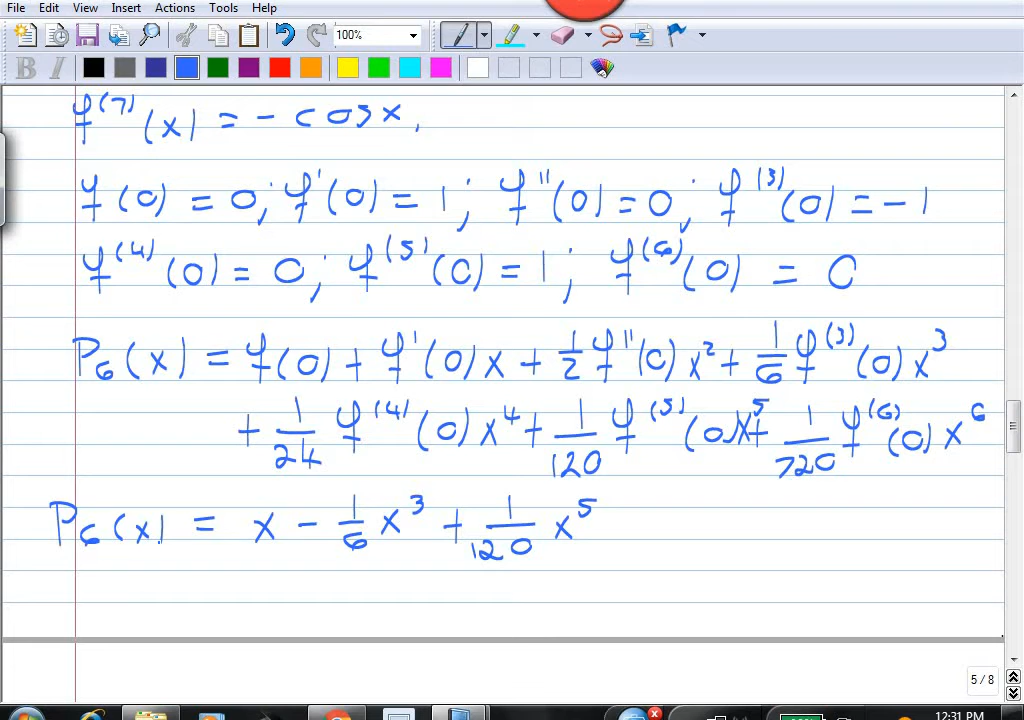 File Edit View Insert Actions Tools Help
100%
B I
f⁽⁷⁾(x) = - cosx,
f(0) = 0; f'(0) = 1; f''(0) = 0; f⁽³⁾(0) = -1
f⁽⁴⁾(0) = 0; f⁽⁵⁾(0) = 1; f⁽⁶⁾(0) = 0
P₆(x) = f(0) + f'(0)x + 1/2 f''(0)x² + 1/6 f⁽³⁾(0)x³
+ 1/24 f⁽⁴⁾(0)x⁴ + 1/120 f⁽⁵⁾(0)x⁵ + 1/720 f⁽⁶⁾(0)x⁶
P₆(x) = x - 1/6 x³ + 1/120 x⁵
5 / 8
12:31 PM